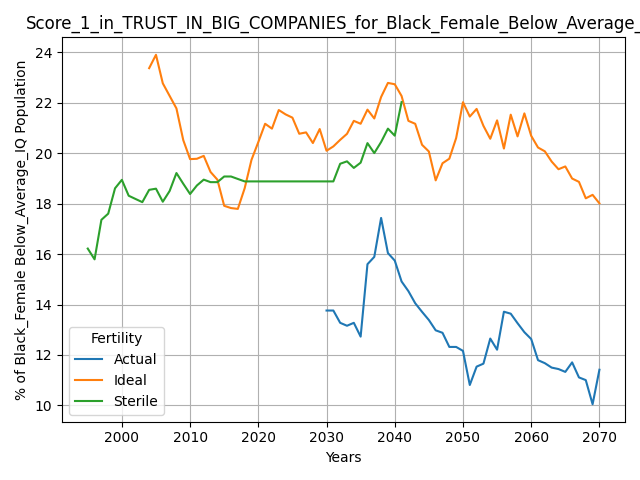 Score_1_in_TRUST_IN_BIG_COMPANIES_for_Black_Female_Below_Average_
% of Black_Female Below_Average_IQ Population
24
22
20
18
16
14
12
10
Fertility
Actual
Ideal
Sterile
2000 2010 2020 2030 2040 2050 2060 2070
Years